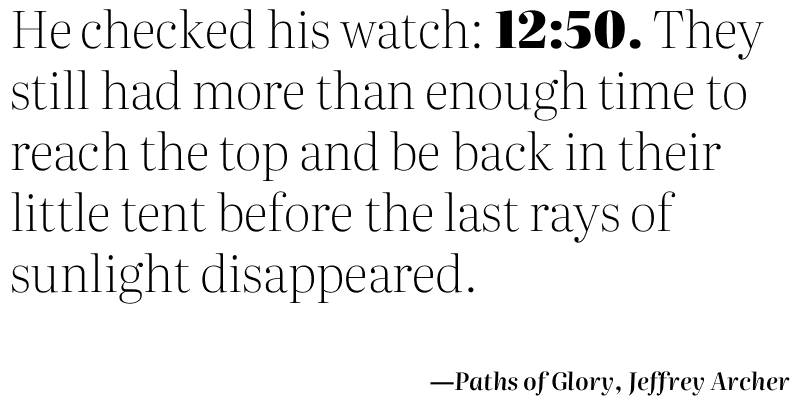 He checked his watch: 12:50. They
still had more than enough time to
reach the top and be back in their
little tent before the last rays of
sunlight disappeared.
—Paths of Glory, Jeffrey Archer